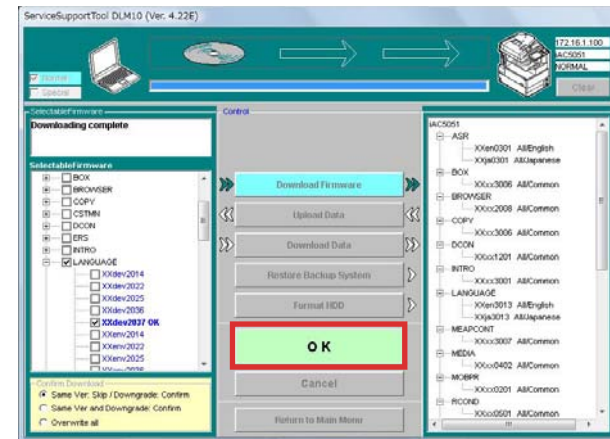 ServiceSupportTool DLM10 (Ver. 4.22E)
172.16.1.100
iAC5051
NORMAL
Normal
Special
Clear
SelectableFirmware
Downloading complete
SelectableFirmware
BOX
BROWSER
COPY
CSTMN
DCON
ERS
INTRO
LANGUAGE
XXdev2014
XXdev2022
XXdev2025
XXdev2036
XXdev2037 OK
XXenv2014
XXenv2022
XXenv2025
Confirm Download
Same Ver: Skip / Downgrade: Confirm
Same Ver and Downgrade: Confirm
Overwrite all
Control
Download Firmware
Upload Data
Download Data
Restore Backup System
Format HDD
OK
Cancel
Return to Main Menu
iAC5051
ASR
XXen0301 All/English
XXja0301 All/Japanese
BOX
XXxx3006 All/Common
BROWSER
XXxx2008 All/Common
COPY
XXxx3006 All/Common
DCON
XXxx1201 All/Common
INTRO
XXxx3001 All/Common
LANGUAGE
XXen3013 All/English
XXja3013 All/Japanese
MEAPCONT
XXxx3007 All/Common
MEDIA
XXxx0402 All/Common
MOBPR
XXxx0201 All/Common
RCOND
XXxx0501 All/Common